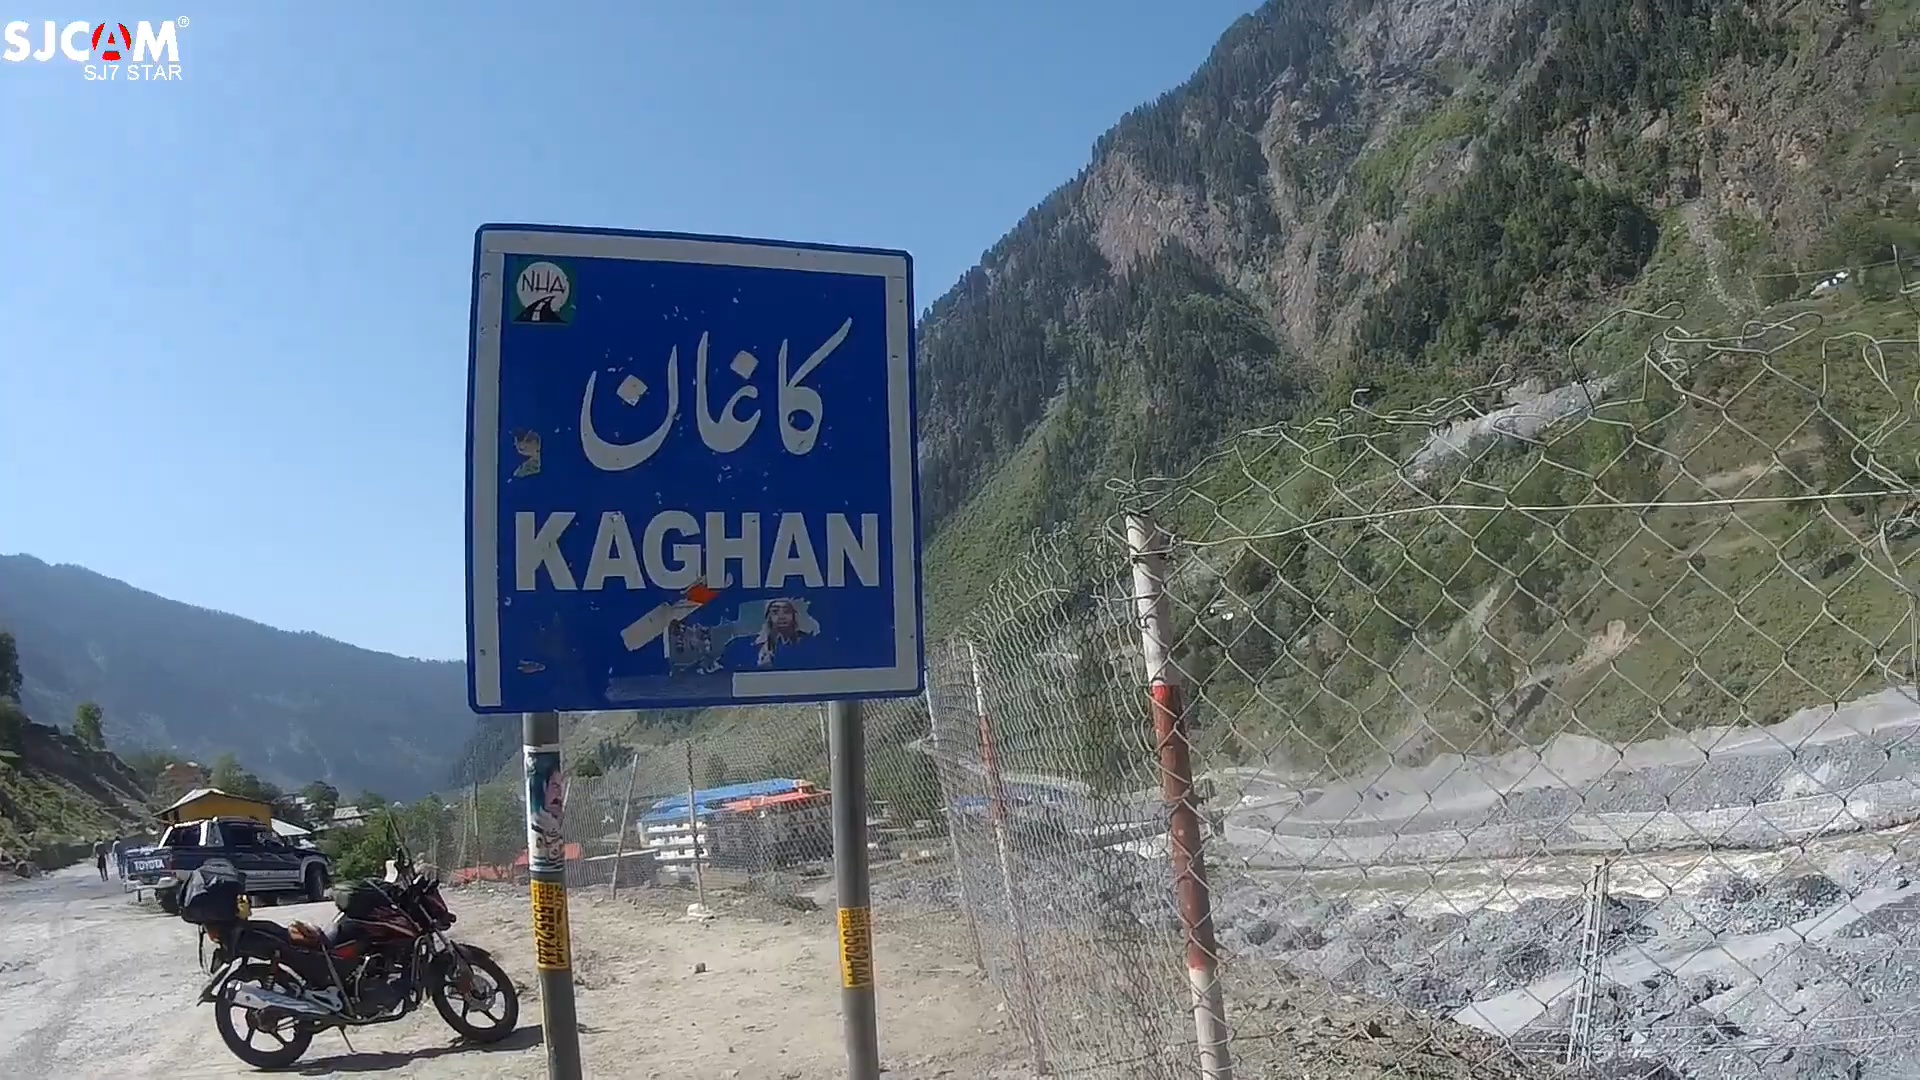 SJCAM®
SJ7 STAR
NHA
کاغان
KAGHAN
TOYOTA